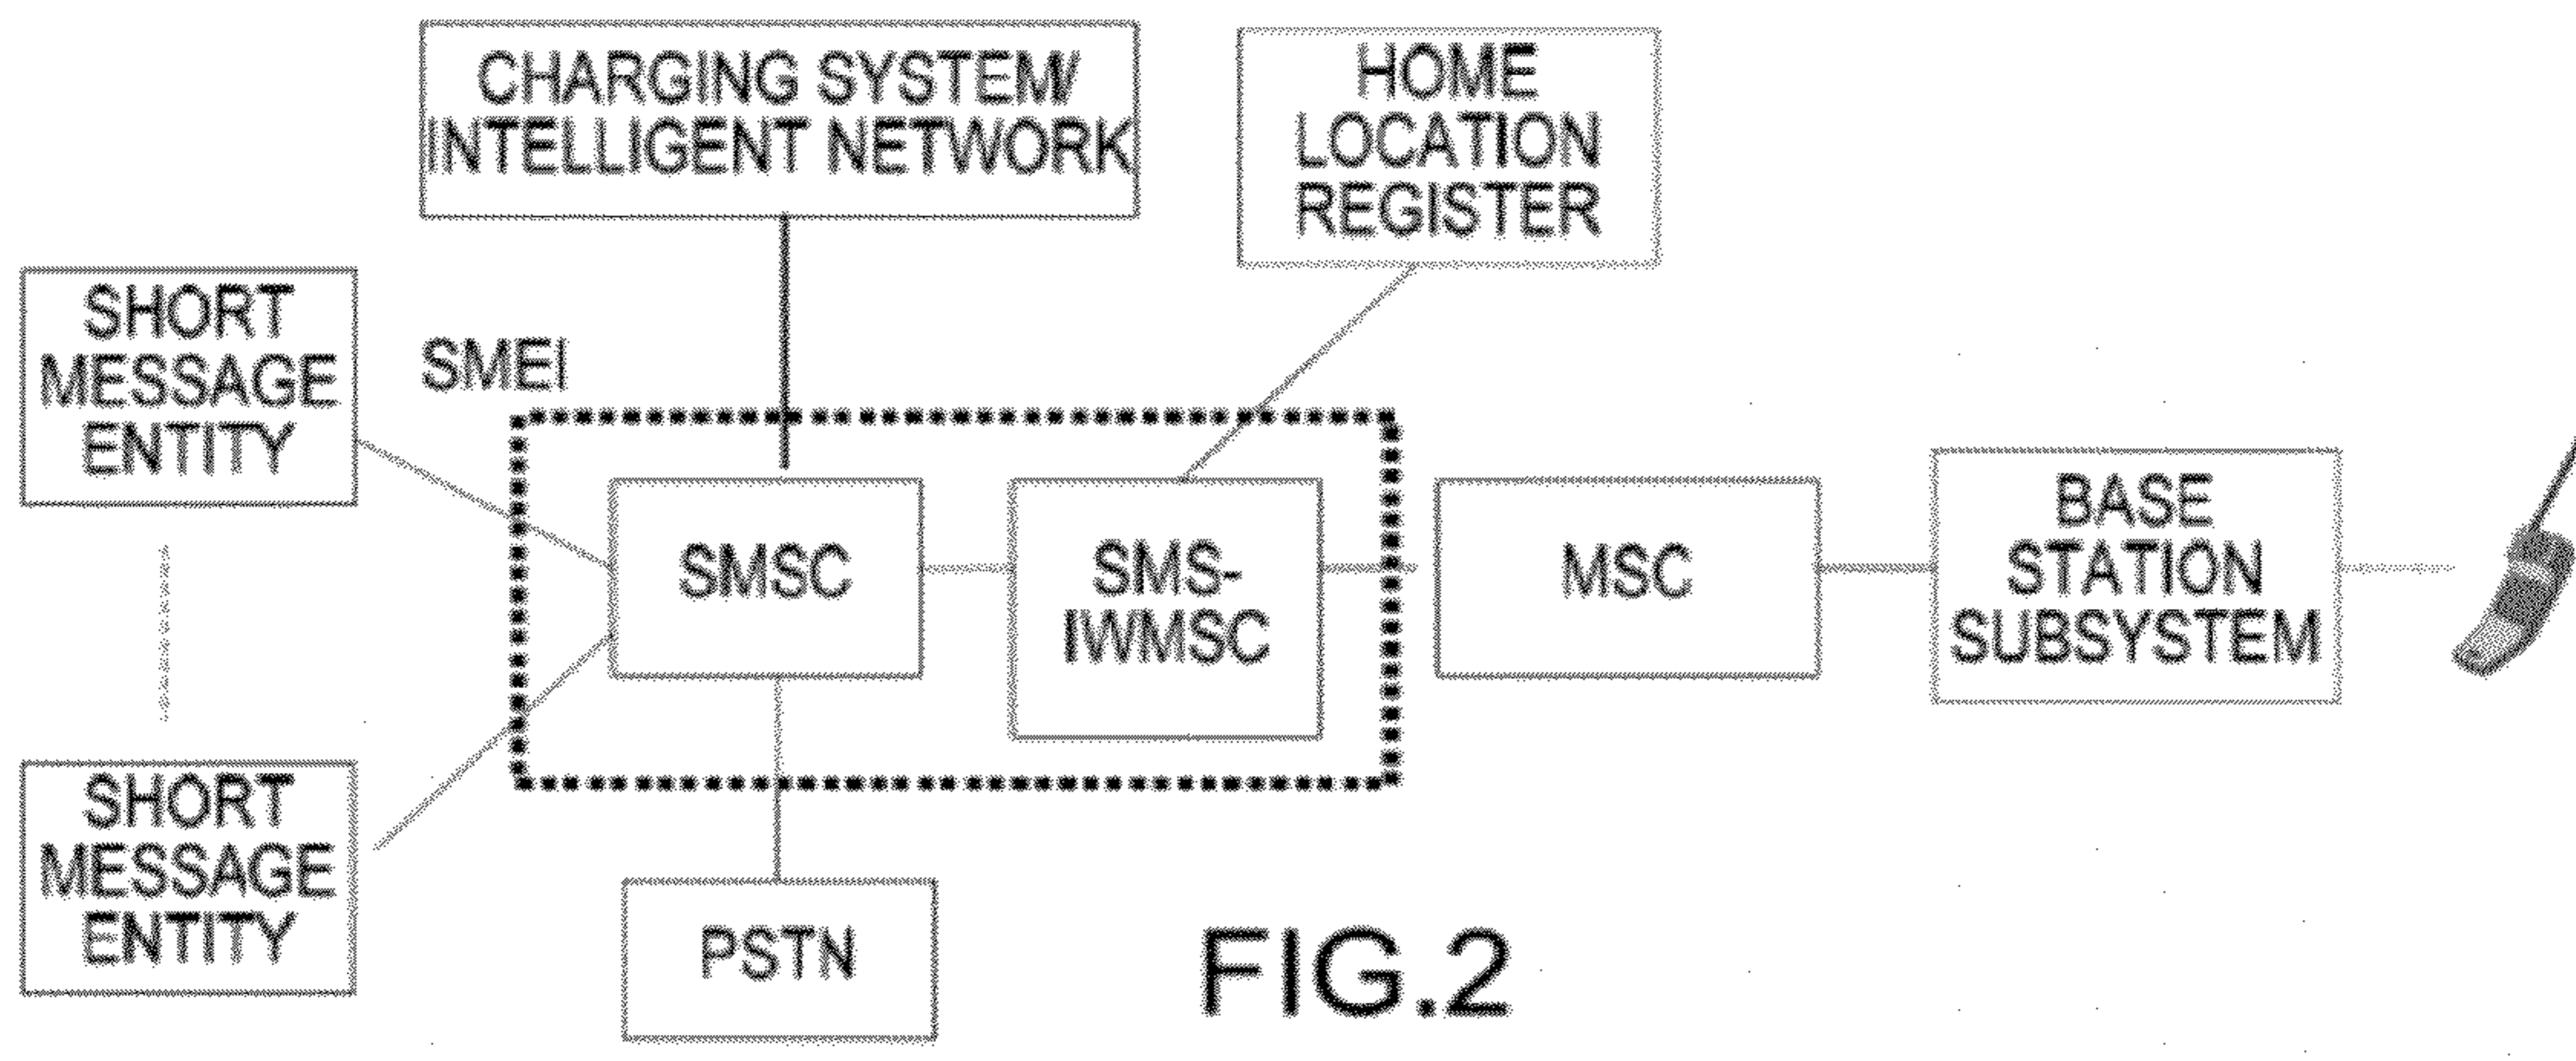 CHARGING SYSTEM/
INTELLIGENT NETWORK
HOME
LOCATION
REGISTER
SHORT
MESSAGE
ENTITY
SMEI
SMSC
SMS-
IWMSC
MSC
BASE
STATION
SUBSYSTEM
SHORT
MESSAGE
ENTITY
PSTN
FIG.2